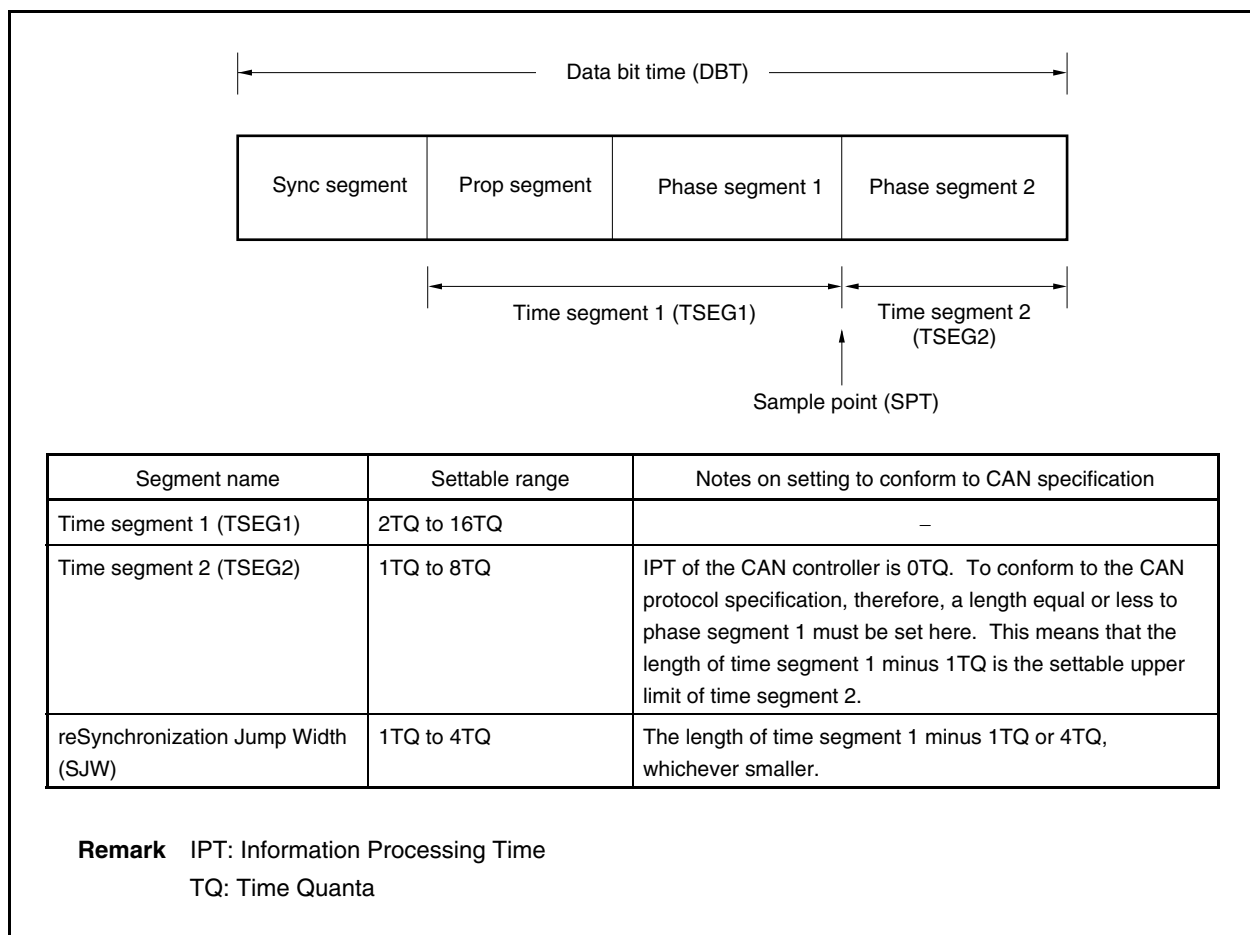 Data bit time (DBT)
Sync segment
Prop segment
Phase segment 1
Phase segment 2
Time segment 1 (TSEG1)
Time segment 2
(TSEG2)
Sample point (SPT)
Segment name
Settable range
Notes on setting to conform to CAN specification
Time segment 1 (TSEG1)
2TQ to 16TQ
–
Time segment 2 (TSEG2)
1TQ to 8TQ
IPT of the CAN controller is 0TQ. To conform to the CAN
protocol specification, therefore, a length equal or less to
phase segment 1 must be set here. This means that the
length of time segment 1 minus 1TQ is the settable upper
limit of time segment 2.
reSynchronization Jump Width
(SJW)
1TQ to 4TQ
The length of time segment 1 minus 1TQ or 4TQ,
whichever smaller.
Remark IPT: Information Processing Time
TQ: Time Quanta